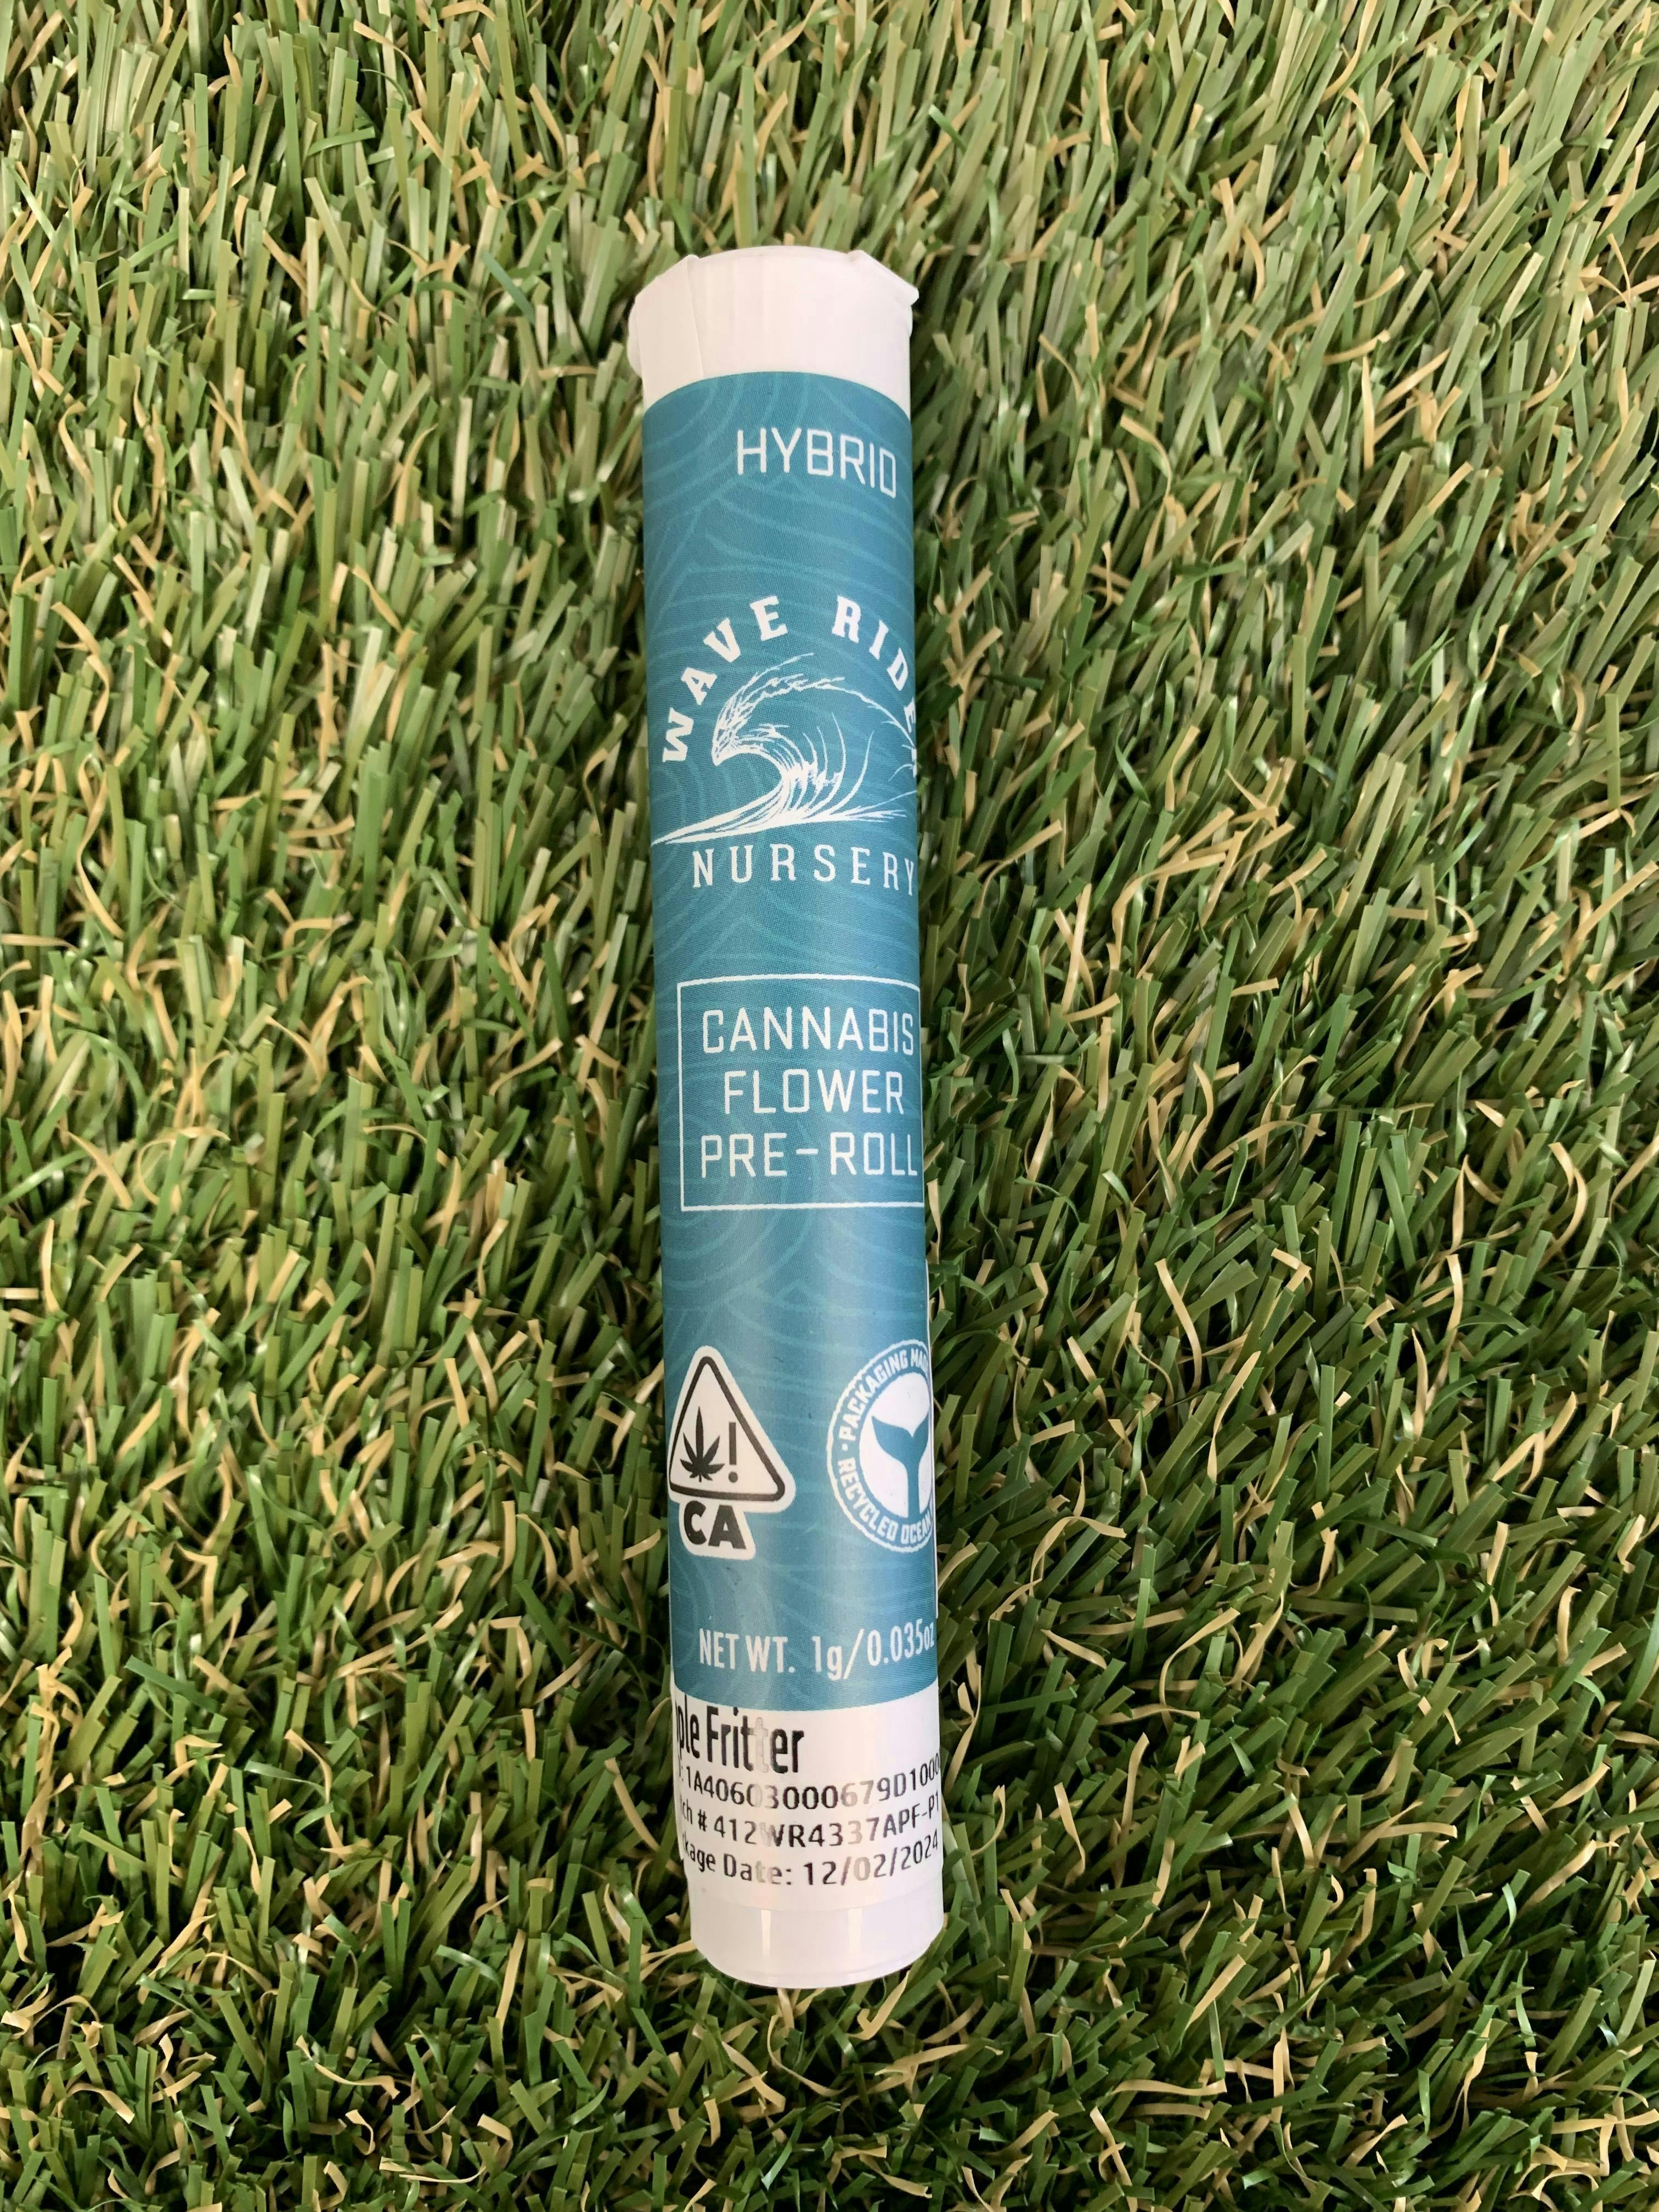 HYBRID
WAVE RIDE
NURSERY
CANNABIS
FLOWER
PRE-ROLL
PACKAGING MA
RECYCLED OCEAN
CA
NET WT. 1g/0.035oz
ple Fritter
:1A40603000679D1000
ch # 412WR4337APF-P1
kage Date: 12/02/2024